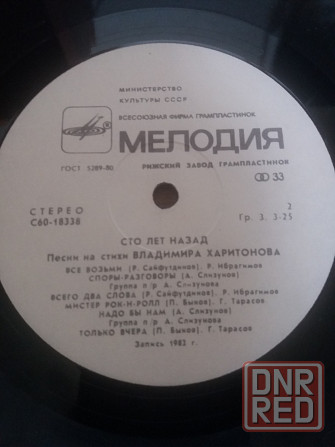 МИНИСТЕРСТВО
КУЛЬТУРЫ СССР
ВСЕСОЮЗНАЯ ФИРМА ГРАМПЛАСТИНОК
МЕЛОДИЯ
ГОСТ 5289-80 РИЖСКИЙ ЗАВОД ГРАМПЛАСТИНОК
33
СТЕРЕО 2
С60-18338 Гр. 3. 3-25
СТО ЛЕТ НАЗАД
Песни на стихи ВЛАДИМИРА ХАРИТОНОВА
ВСЕ ВОЗЬМИ (Р. Сайфутдинов), Р. Ибрагимов
СПОРЫ-РАЗГОВОРЫ (А. Слизунов)
Группа п/р А. Слизунова
ВСЕГО ДВА СЛОВА (Р. Сайфутдинов), Р. Ибрагимов
МИСТЕР РОК-Н-РОЛЛ (П. Быков), Г. Тарасов
НАДО БЫ НАМ (А. Слизунов)
Группа п/р А. Слизунова
ТОЛЬКО ВЧЕРА (П. Быков), Г. Тарасов
Запись 1982 г.
DNR
RED